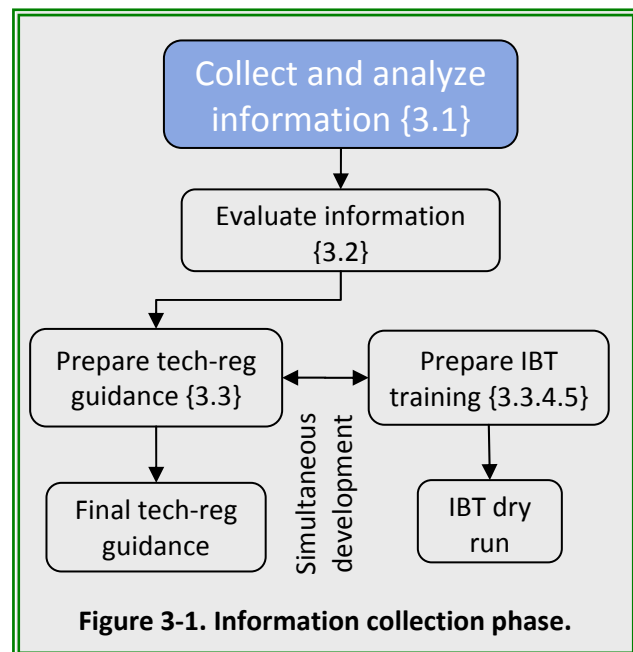 Collect and analyze
information {3.1}
Evaluate information
{3.2}
Prepare tech-reg
guidance {3.3}
Simultaneous
development
Prepare IBT
training {3.3.4.5}
Final tech-reg
guidance
IBT dry
run
Figure 3-1. Information collection phase.